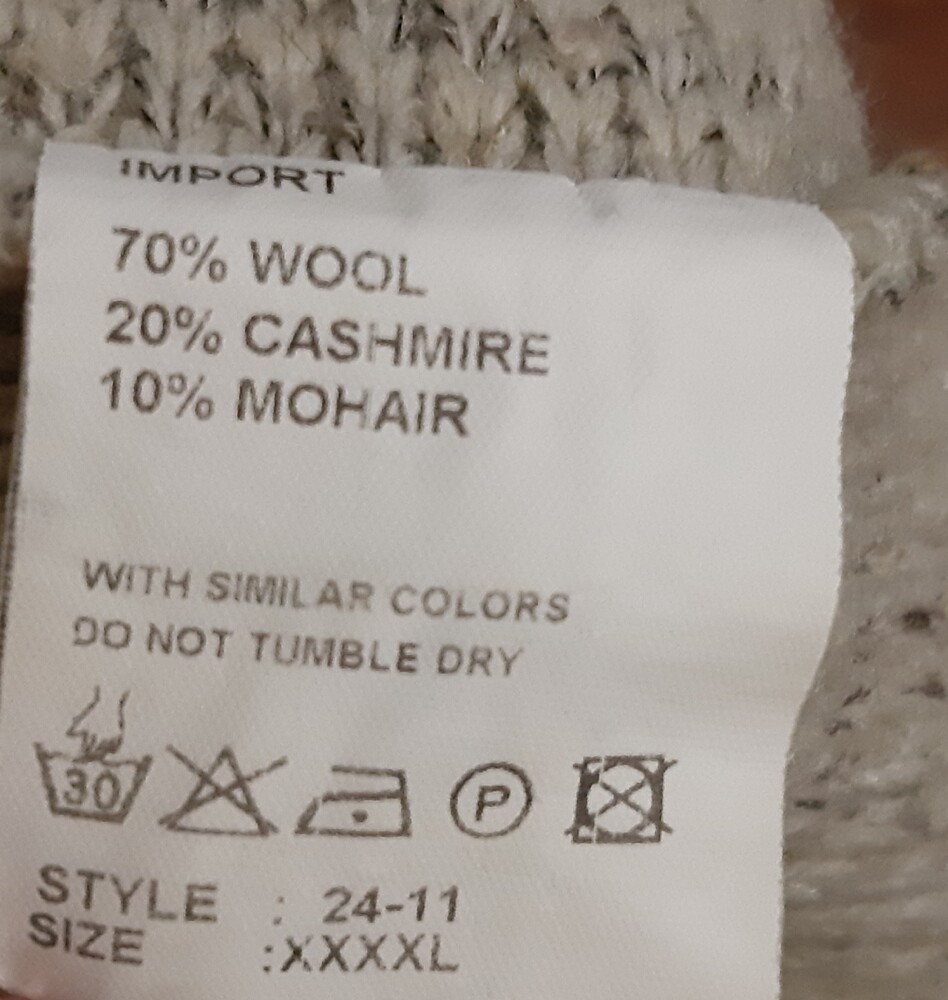 IMPORT
70% WOOL
20% CASHMIRE
10% MOHAIR
WITH SIMILAR COLORS
DO NOT TUMBLE DRY
30 P
STYLE : 24-11
SIZE :XXXXL